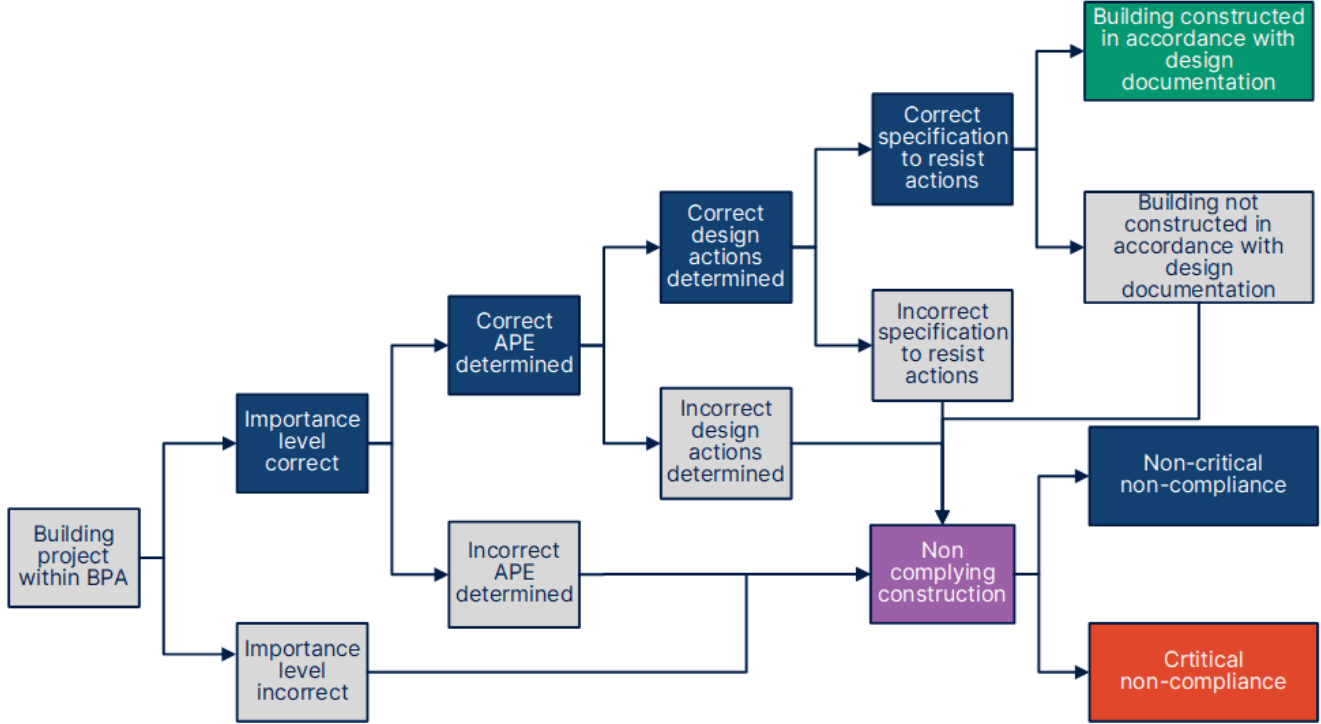 Building constructed
in accordance with
design
documentation
Correct
specification
to resist
actions
Correct
design
actions
determined
Building not
constructed in
accordance with
design
documentation
Correct
APE
determined
Incorrect
specification
to resist
actions
Importance
level
correct
Incorrect
design
actions
determined
Non-critical
non-compliance
Building
project
within BPA
Incorrect
APE
determined
Non
complying
construction
Importance
level
incorrect
Crtitical
non-compliance